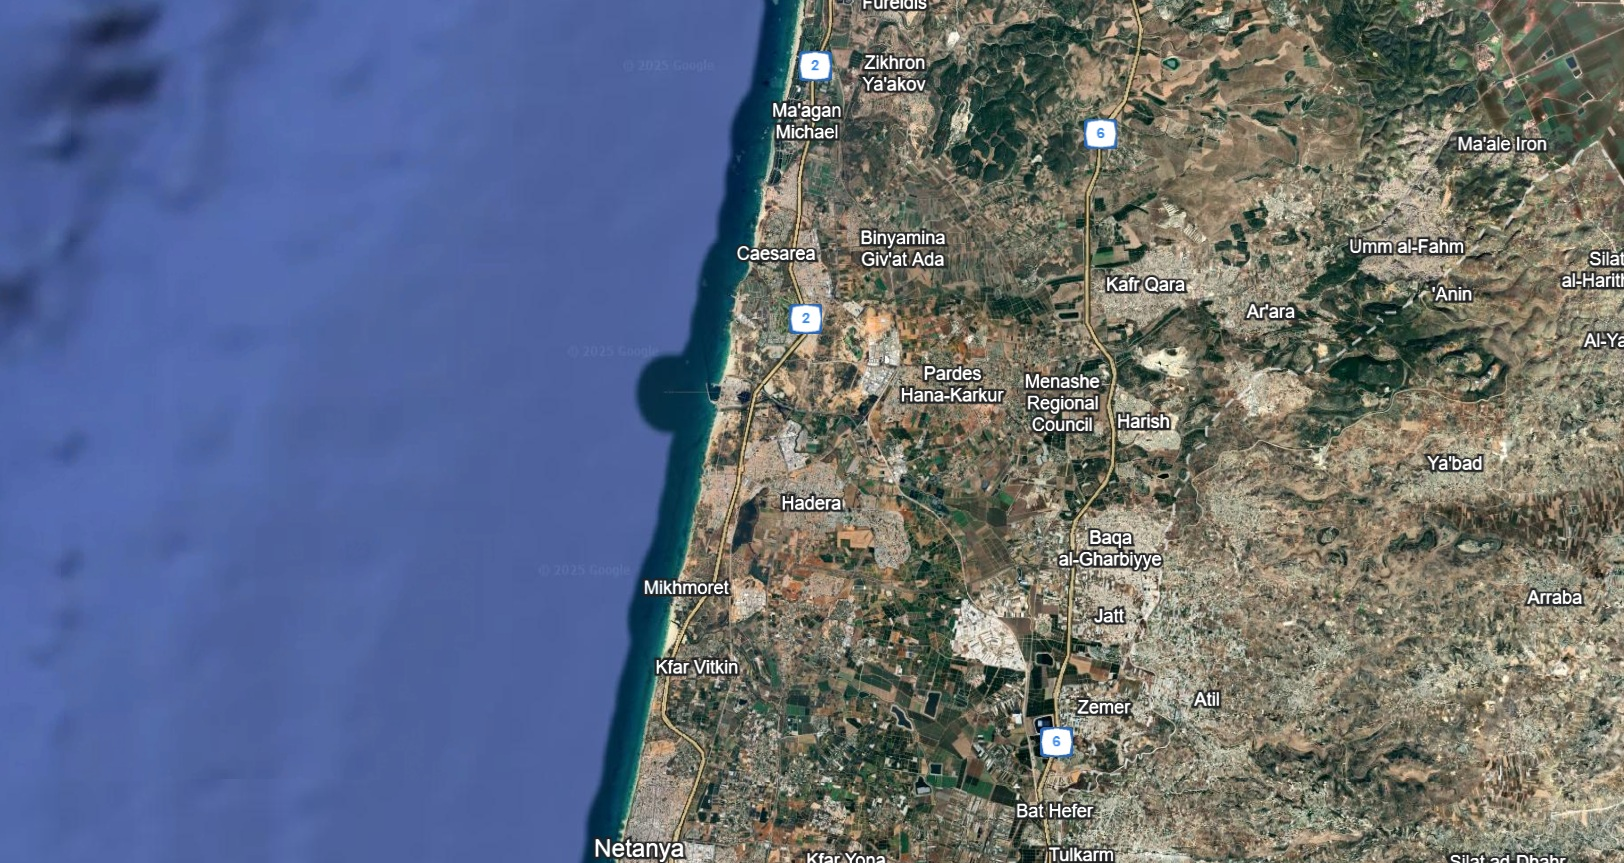 Fureidis
2
Zikhron
Ya'akov
© 2025 Google
Ma'agan
Michael
6
Ma'ale Iron
Caesarea
Binyamina
Giv'at Ada
Umm al-Fahm
Silat
al-Harith
Kafr Qara
'Anin
Ar'ara
2
Al-Ya
© 2025 Google
Pardes
Hana-Karkur
Menashe
Regional
Council
Harish
Ya'bad
Hadera
Baqa
al-Gharbiyye
© 2025 Google
Mikhmoret
Arraba
Jatt
Kfar Vitkin
Atil
Zemer
6
Bat Hefer
Netanya
Kfar Yona
Tulkarm
Silat ad-Dhahr